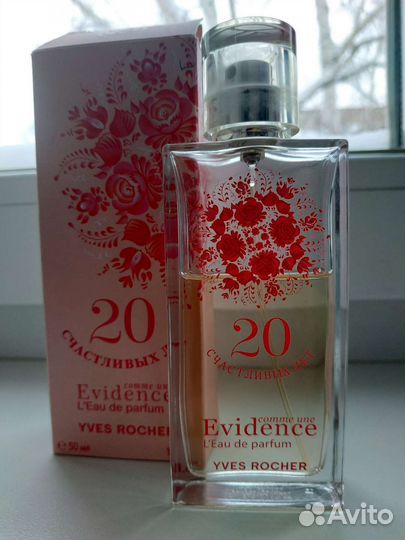 20
СЧАСТЛИВЫХ
comme une
Evidence
L'Eau de parfum
YVES ROCHER
50 мл
20
СЧАСТЛИВЫХ ЛЕТ
comme une
Evidence
L'Eau de parfum
YVES ROCHER
Avito